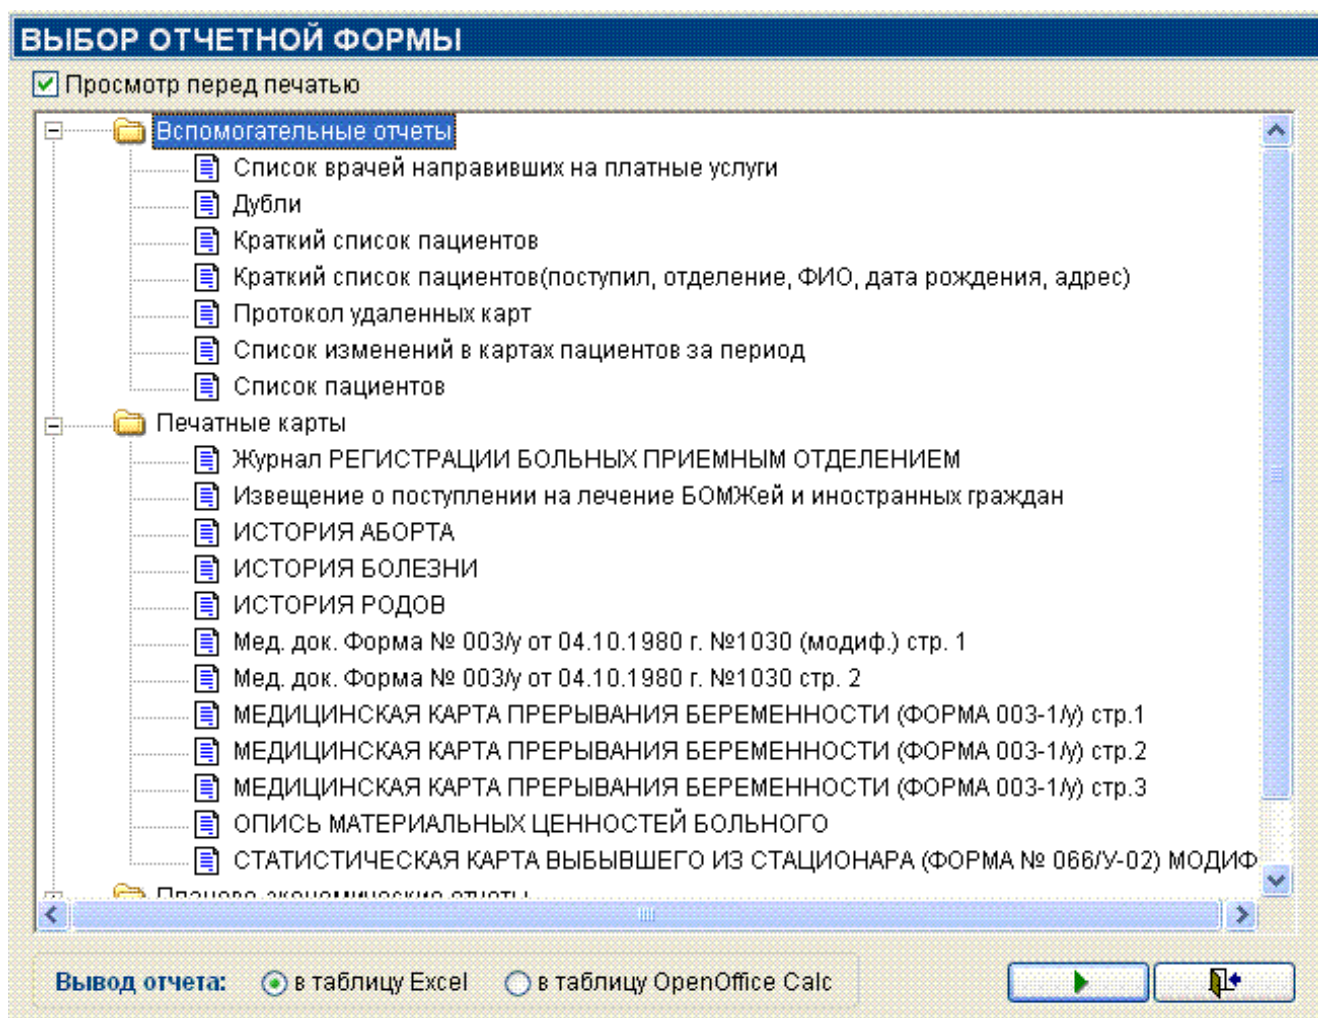 ВЫБОР ОТЧЕТНОЙ ФОРМЫ
Просмотр перед печатью
Вспомогательные отчеты
Список врачей направивших на платные услуги
Дубли
Краткий список пациентов
Краткий список пациентов(поступил, отделение, ФИО, дата рождения, адрес)
Протокол удаленных карт
Список изменений в картах пациентов за период
Список пациентов
Печатные карты
Журнал РЕГИСТРАЦИИ БОЛЬНЫХ ПРИЕМНЫМ ОТДЕЛЕНИЕМ
Извещение о поступлении на лечение БОМЖей и иностранных граждан
ИСТОРИЯ АБОРТА
ИСТОРИЯ БОЛЕЗНИ
ИСТОРИЯ РОДОВ
Мед. док. Форма № 003/у от 04.10.1980 г. №1030 (модиф.) стр. 1
Мед. док. Форма № 003/у от 04.10.1980 г. №1030 стр. 2
МЕДИЦИНСКАЯ КАРТА ПРЕРЫВАНИЯ БЕРЕМЕННОСТИ (ФОРМА 003-1/у) стр.1
МЕДИЦИНСКАЯ КАРТА ПРЕРЫВАНИЯ БЕРЕМЕННОСТИ (ФОРМА 003-1/у) стр.2
МЕДИЦИНСКАЯ КАРТА ПРЕРЫВАНИЯ БЕРЕМЕННОСТИ (ФОРМА 003-1/у) стр.3
ОПИСЬ МАТЕРИАЛЬНЫХ ЦЕННОСТЕЙ БОЛЬНОГО
СТАТИСТИЧЕСКАЯ КАРТА ВЫБЫВШЕГО ИЗ СТАЦИОНАРА (ФОРМА № 066/У-02) МОДИФ
Планово-экономические отчеты
Вывод отчета: в таблицу Excel в таблицу OpenOffice Calc